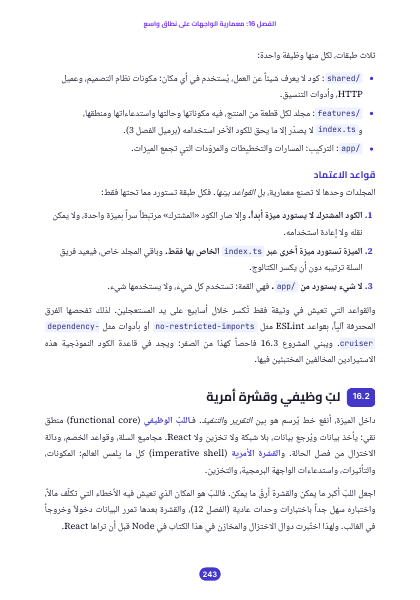 الفصل 16: معمارية الواجهات على نطاق واسع
ثلاث طبقات، لكل منها وظيفة واحدة:
• shared/ : كود لا يعرف شيئاً عن العمل، يُستخدم في أي مكان: مكونات نظام التصميم، وعميل
HTTP، وأدوات التنسيق.
• features/ : مجلد لكل قطعة من المنتج، فيه مكوناتها وحالتها واستدعاءاتها ومنطقها،
و index.ts لا يصدّر إلا ما يحق للكود الآخر استخدامه (برميل الفصل 3).
• app/ : التركيب: المسارات والتخطيطات والمزوّدات التي تجمع الميزات.
قواعد الاعتماد
المجلدات وحدها لا تصنع معمارية، بل القواعد بينها. فكل طبقة تستورد مما تحتها فقط:
1. الكود المشترك لا يستورد ميزة أبداً. وإلا صار الكود «المشترك» مرتبطاً سراً بميزة واحدة، ولا يمكن
نقله ولا إعادة استخدامه.
2. الميزة تستورد ميزة أخرى عبر index.ts الخاص بها فقط. وباقي المجلد خاص، فيعيد فريق
السلة ترتيبه دون أن يكسر الكتالوج.
3. لا شيء يستورد من app/ . فهي القمة: تستخدم كل شيء، ولا يستخدمها شيء.
والقواعد التي تعيش في وثيقة فقط تُكسر خلال أسابيع على يد المستعجلين. لذلك تفحصها الفرق
المحترفة آلياً، بقواعد ESLint مثل no-restricted-imports أو بأدوات مثل dependency-
cruiser. ويبني المشروع 16.3 فاحصاً كهذا من الصفر؛ ويجد في قاعدة الكود النموذجية هذه
الاستيرادين المخالفين المختبئين فيها.
16.2 لبّ وظيفي وقشرة أمرية
داخل الميزة، أنفع خط يُرسم هو بين التقرير والتنفيذ. فاللبّ الوظيفي (functional core) منطق
نقي: يأخذ بيانات ويُرجع بيانات، بلا شبكة ولا تخزين ولا React. مجاميع السلة، وقواعد الخصم، ودالة
الاختزال من فصل الحالة. والقشرة الأمرية (imperative shell) كل ما يلمس العالم: المكونات،
والتأثيرات، واستدعاءات الواجهة البرمجية، والتخزين.
اجعل اللبّ أكبر ما يمكن والقشرة أرقّ ما يمكن. فاللبّ هو المكان الذي تعيش فيه الأخطاء التي تكلّف مالاً،
واختباره سهل جداً باختبارات وحدات عادية (الفصل 12)، والقشرة بعدها تمرر البيانات دخولاً وخروجاً
في الغالب. ولهذا اختُبرت دوال الاختزال والمخازن في هذا الكتاب في Node قبل أن تراها React.
243